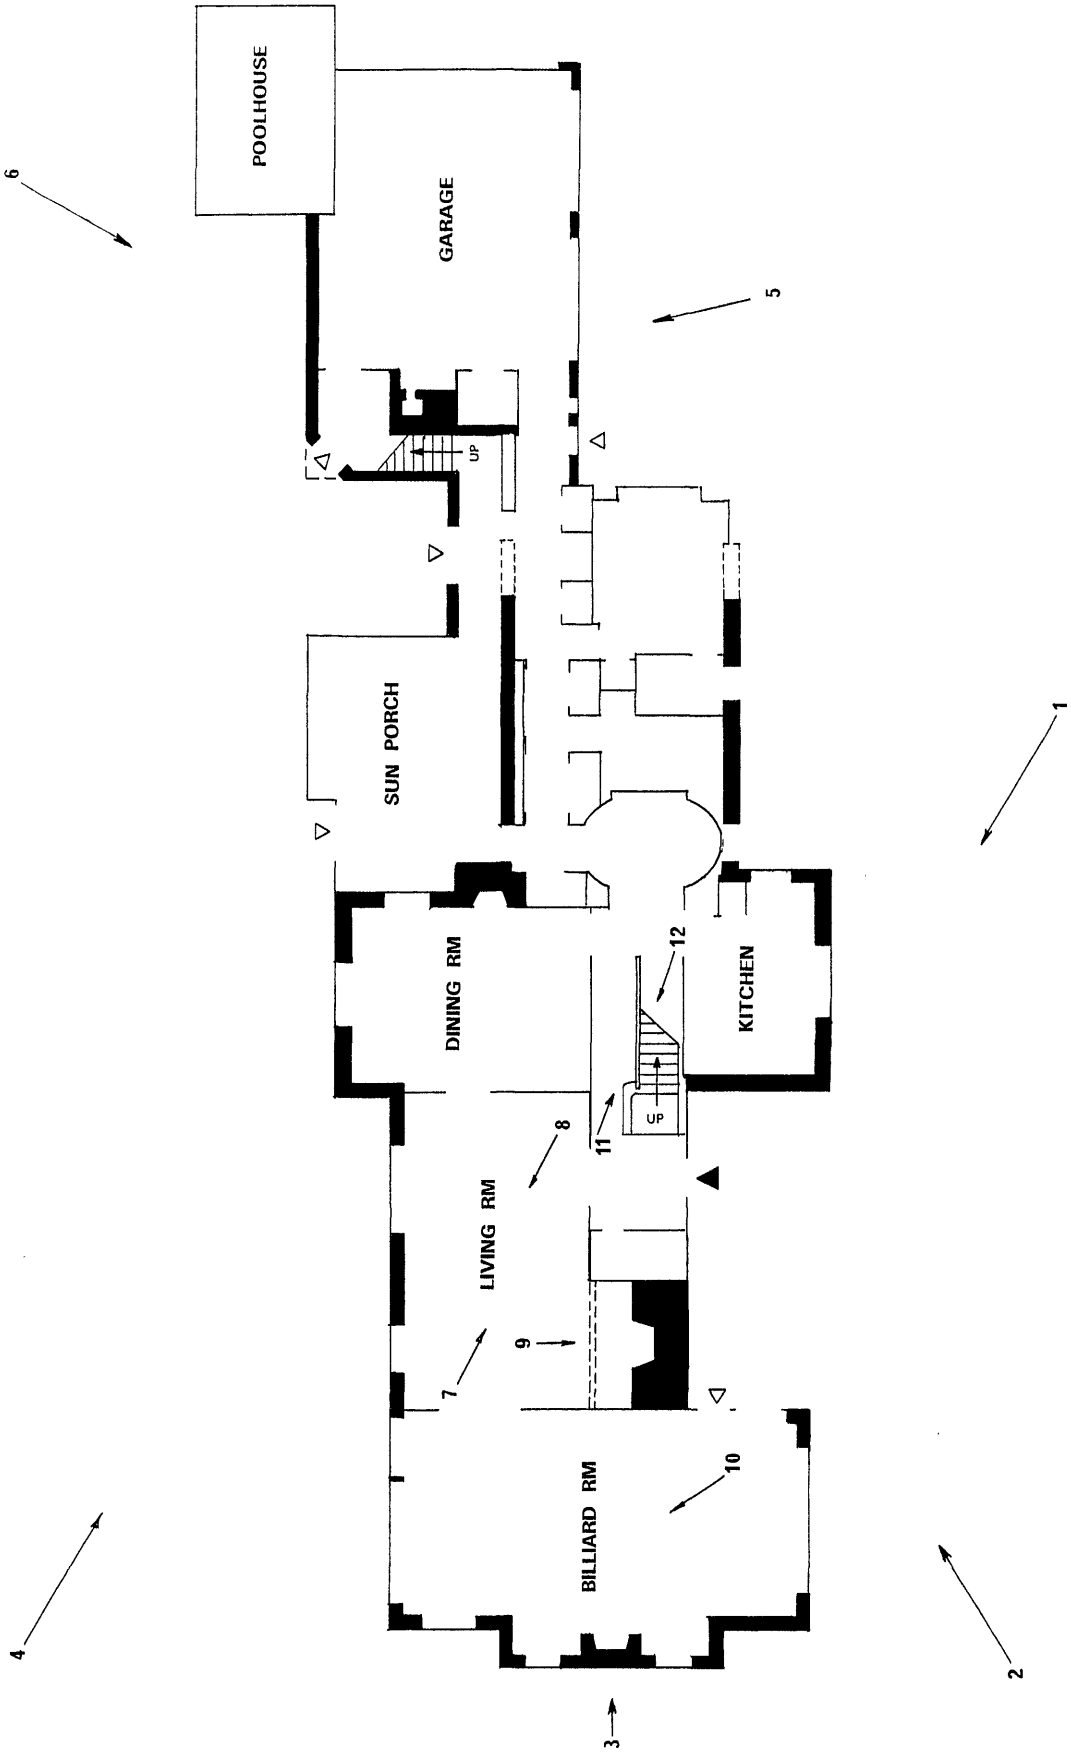 POOLHOUSE
6
GARAGE
5
UP
SUN PORCH
1
DINING RM
12
KITCHEN
8
11
UP
LIVING RM
9
7
10
BILLIARD RM
4
2
3